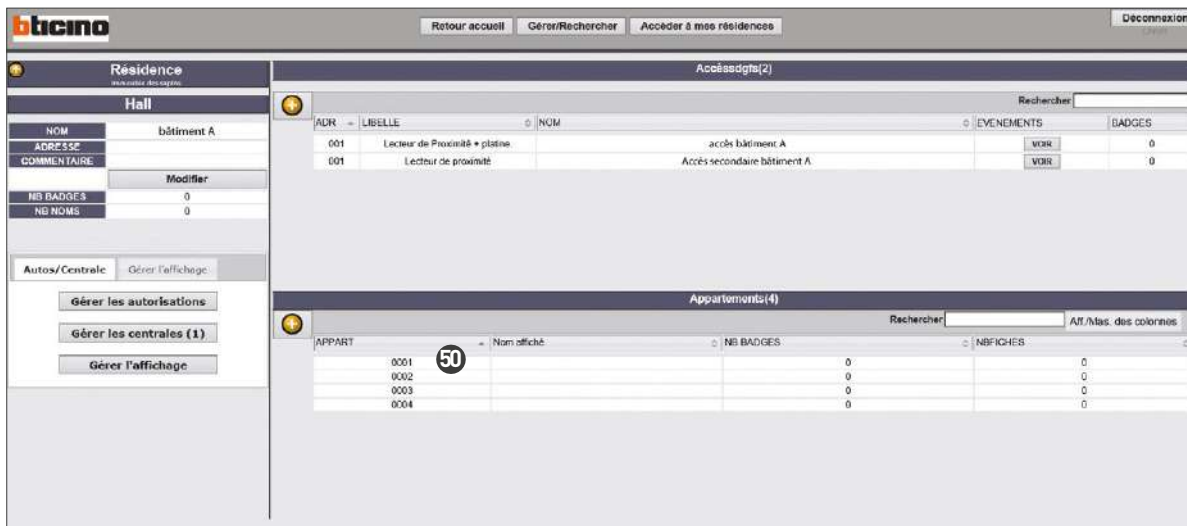 bticino
Retour accueil Gérer/Rechercher Accéder à mes résidences Déconnexion
Résidence
Hall
NOM bâtiment A
ADRESSE
COMMENTAIRE
Modifier
NB BADGES 0
NB NOMS 0
Autos/Centrale Gérer l'affichage
Gérer les autorisations
Gérer les centrales (1)
Gérer l'affichage
Accèssdgfs(2)
Rechercher
ADR LIBELLE NOM EVENEMENTS BADGES
001 Lecteur de Proximité + platine accès bâtiment A VOIR 0
001 Lecteur de proximité Accès secondaire bâtiment A VOIR 0
Appartements(4)
Rechercher Aff./Mas. des colonnes
APPART Nom affiché NB BADGES NBFICHES
0001 50 0 0
0002 0 0
0003 0 0
0004 0 0